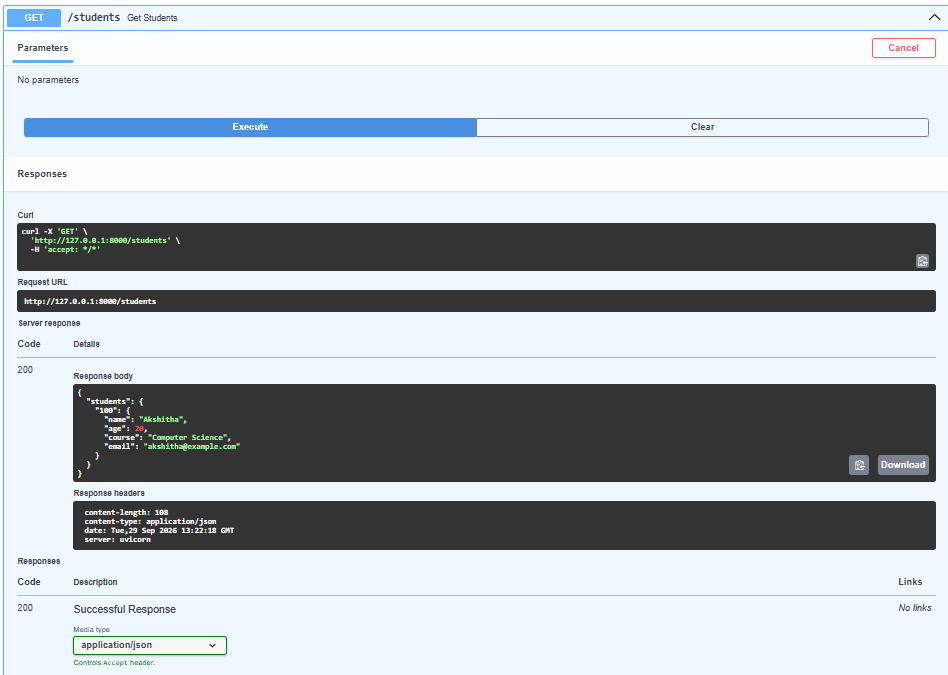 GET /students Get Students
Parameters
Cancel
No parameters
Execute
Clear
Responses
Curl
curl -X 'GET' \
  'http://127.0.0.1:8000/students' \
  -H 'accept: */*'
Request URL
http://127.0.0.1:8000/students
Server response
Code Details
200
Response body
{
  "students": {
    "100": {
      "name": "Akshitha",
      "age": 20,
      "course": "Computer Science",
      "email": "akshitha@example.com"
    }
  }
}
Download
Response headers
content-length: 108
content-type: application/json
date: Tue,29 Sep 2026 13:22:18 GMT
server: uvicorn
Responses
Code Description Links
200 Successful Response No links
Media type
application/json
Controls Accept header.